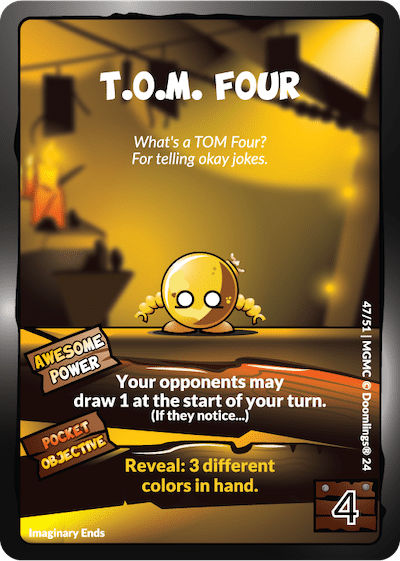 T.O.M. FOUR
What's a TOM Four?
For telling okay jokes.
AWESOME
POWER
Your opponents may
draw 1 at the start of your turn.
(If they notice...)
POCKET
OBJECTIVE
Reveal: 3 different
colors in hand.
4
47/51 | MGMC © Doomlings® 24
Imaginary Ends